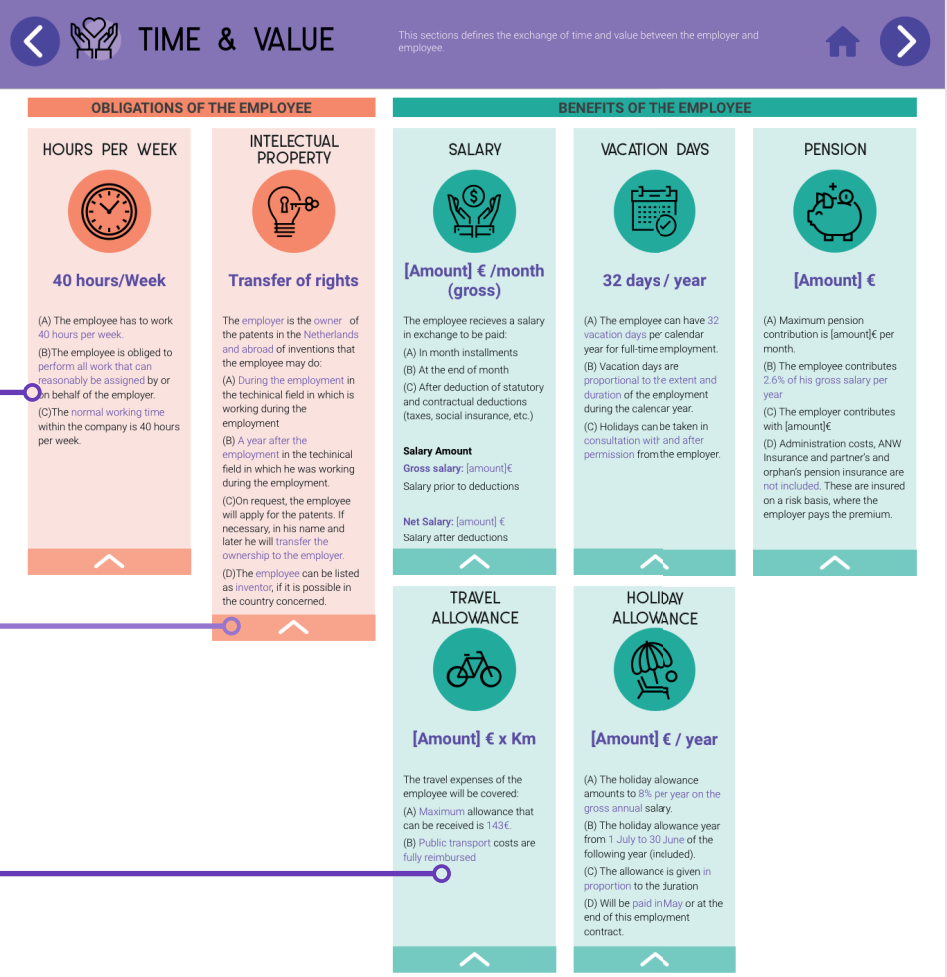 TIME & VALUE
This sections defines the exchange of time and value between the employer and
employee.
OBLIGATIONS OF THE EMPLOYEE
BENEFITS OF THE EMPLOYEE
HOURS PER WEEK
40 hours/Week
(A) The employee has to work
40 hours per week.
(B)The employee is obliged to
perform all work that can
reasonably be assigned by or
on behalf of the employer.
(C)The normal working time
within the company is 40 hours
per week.
INTELECTUAL
PROPERTY
Transfer of rights
The employer is the owner of
the patents in the Netherlands
and abroad of inventions that
the employee may do:
(A) During the employment in
the techinical field in which is
working during the
employment
(B) A year after the
employment in the techinical
field in which he was working
during the employment.
(C)On request, the employee
will apply for the patents. If
necessary, in his name and
later he will transfer the
ownership to the employer.
(D)The employee can be listed
as inventor, if it is possible in
the country concerned.
SALARY
[Amount] € /month
(gross)
The employee recieves a salary
in exchange to be paid:
(A) In month installments
(B) At the end of month
(C) After deduction of statutory
and contractual deductions
(taxes, social insurance, etc.)
Salary Amount
Gross salary: [amount]€
Salary prior to deductions
Net Salary: [amount] €
Salary after deductions
VACATION DAYS
32 days / year
(A) The employee can have 32
vacation days per calendar
year for full-time employment.
(B) Vacation days are
proportional to the extent and
duration of the employment
during the calencar year.
(C) Holidays can be taken in
consultation with and after
permission from the employer.
PENSION
[Amount] €
(A) Maximum pension
contribution is [amount]€ per
month.
(B) The employee contributes
2.6% of his gross salary per
year
(C) The employer contributes
with [amount]€
(D) Administration costs, ANW
Insurance and partner's and
orphan's pension insurance are
not included. These are insured
on a risk basis, where the
employer pays the premium.
TRAVEL
ALLOWANCE
[Amount] € x Km
The travel expenses of the
employee will be covered:
(A) Maximum allowance that
can be received is 143€.
(B) Public transport costs are
fully reimbursed
HOLIDAY
ALLOWANCE
[Amount] € / year
(A) The holiday allowance
amounts to 8% per year on the
gross annual salary.
(B) The holiday allowance year
from 1 July to 30 June of the
following year (included).
(C) The allowance is given in
proportion to the duration
(D) Will be paid in May or at the
end of this employment
contract.